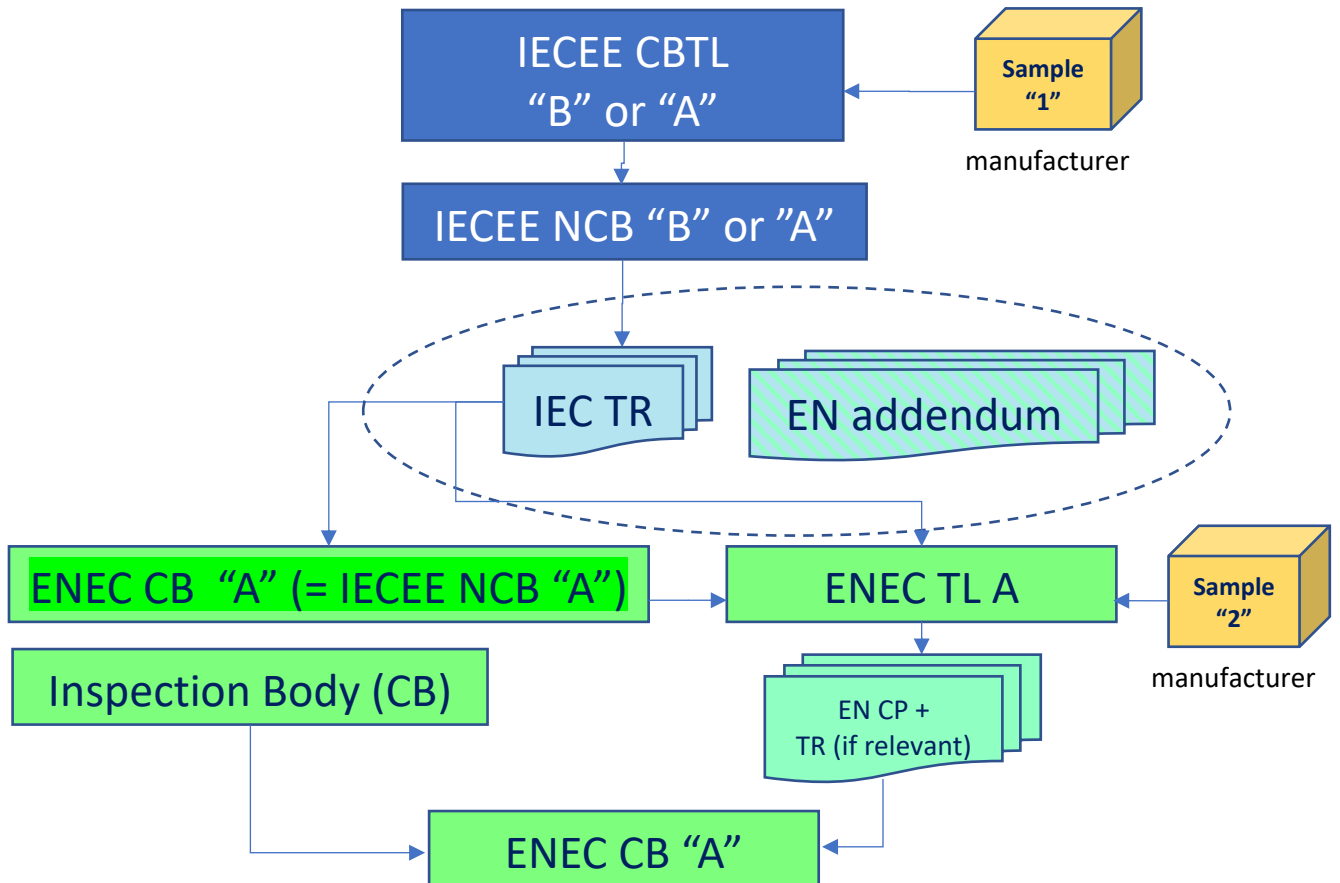 IECEE CBTL
“B” or “A”
Sample
“1”
manufacturer
IECEE NCB “B” or ”A”
IEC TR
EN addendum
ENEC CB “A” (= IECEE NCB “A”)
ENEC TL A
Sample
“2”
manufacturer
Inspection Body (CB)
EN CP +
TR (if relevant)
ENEC CB “A”